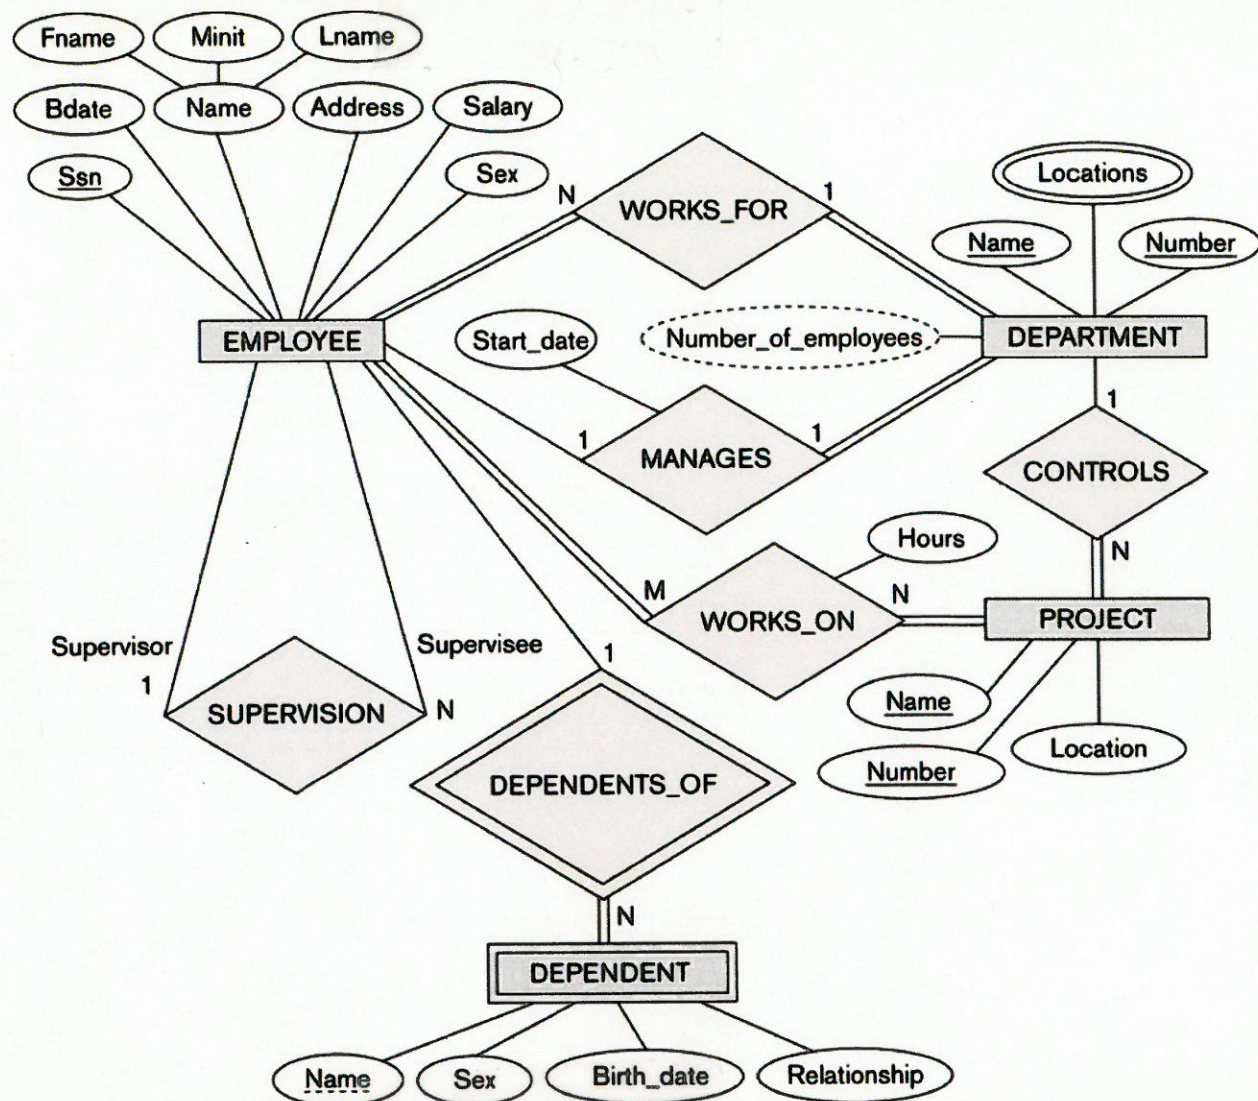 Fname
Minit
Lname
Bdate
Name
Address
Salary
Ssn
Sex
N
WORKS_FOR
1
Locations
Name
Number
EMPLOYEE
Start_date
Number_of_employees
DEPARTMENT
1
MANAGES
1
1
CONTROLS
N
Hours
M
WORKS_ON
N
PROJECT
Supervisor
1
Supervisee
SUPERVISION
N
1
Name
Number
Location
DEPENDENTS_OF
N
DEPENDENT
Name
Sex
Birth_date
Relationship